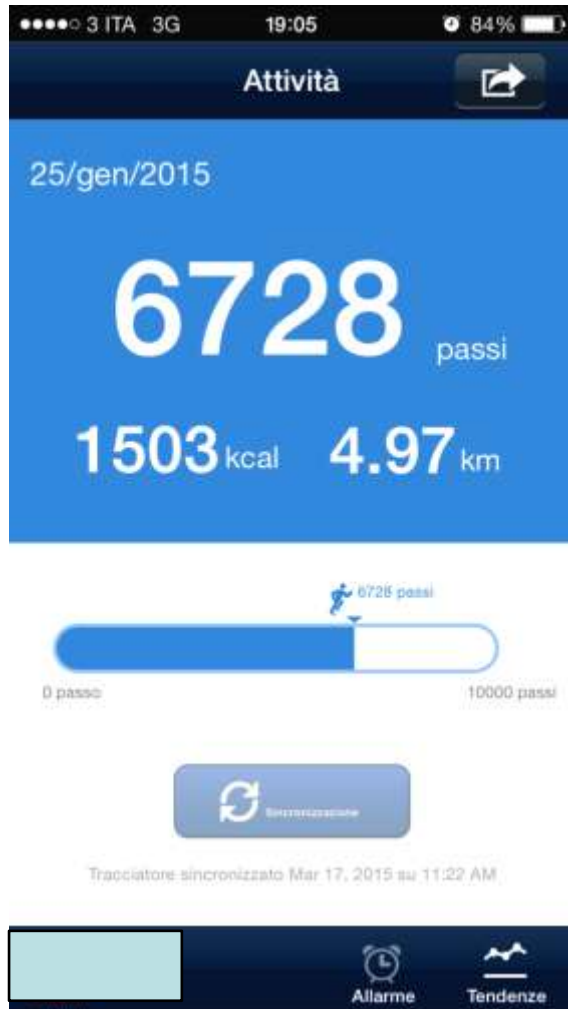 3 ITA 3G 19:05 84%
Attività
25/gen/2015
6728 passi
1503 kcal 4.97 km
6728 passi
0 passo 10000 passi
Sincronizzazione
Tracciatore sincronizzato Mar 17, 2015 su 11:22 AM
Allarme Tendenze